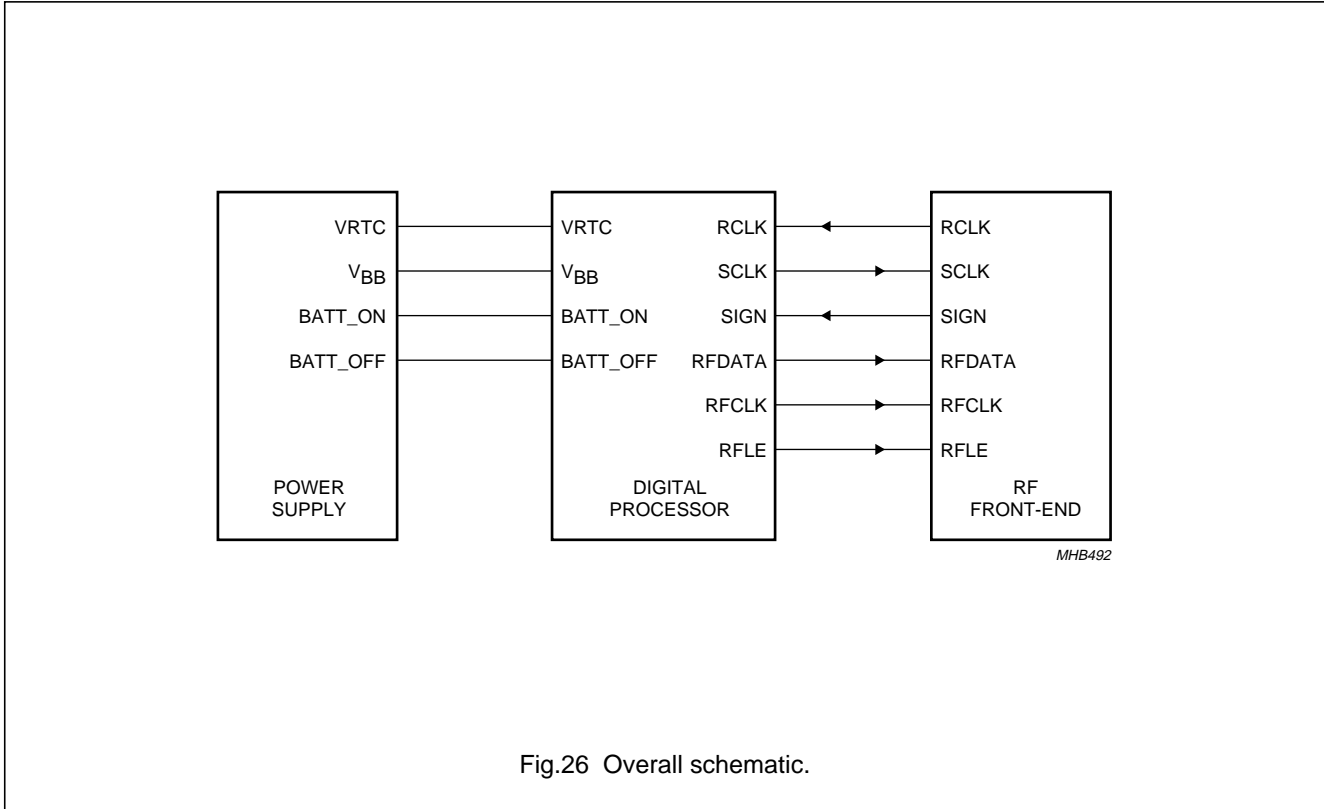 VRTC VRTC RCLK RCLK
VBB VBB SCLK SCLK
BATT_ON BATT_ON SIGN SIGN
BATT_OFF BATT_OFF RFDATA RFDATA
RFCLK RFCLK
RFLE RFLE
POWER DIGITAL RF
SUPPLY PROCESSOR FRONT-END
MHB492
Fig.26 Overall schematic.